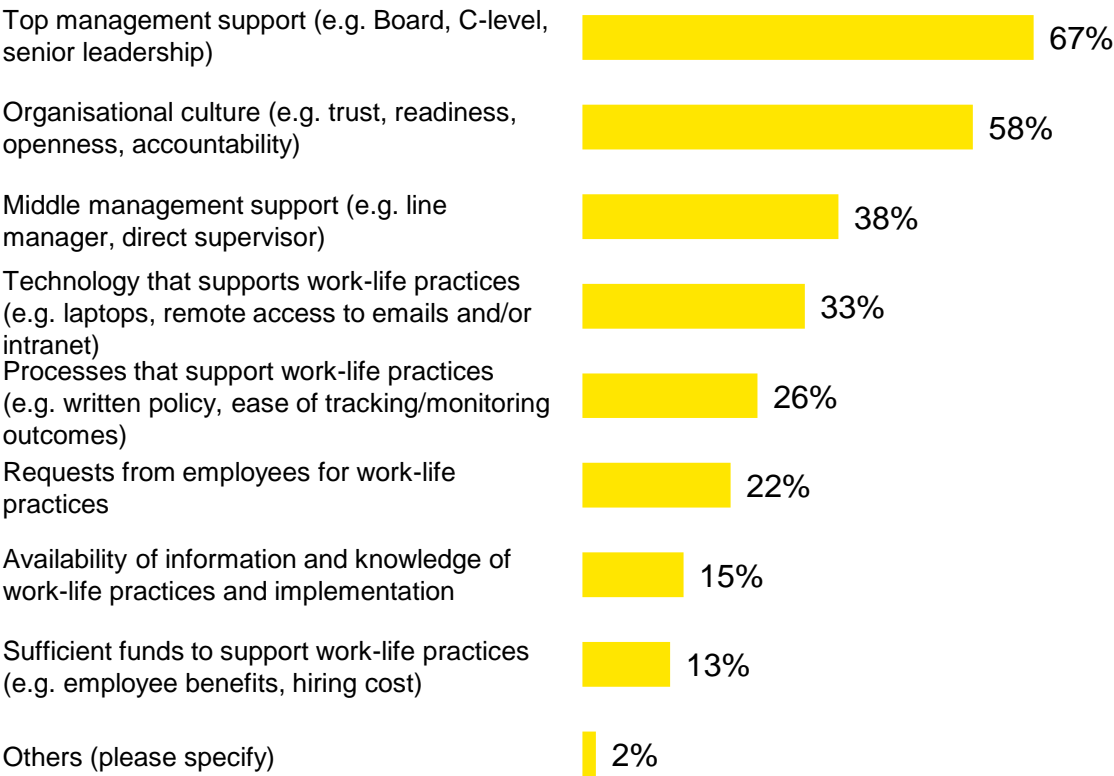 Top management support (e.g. Board, C-level,
senior leadership)
67%
Organisational culture (e.g. trust, readiness,
openness, accountability)
58%
Middle management support (e.g. line
manager, direct supervisor)
38%
Technology that supports work-life practices
(e.g. laptops, remote access to emails and/or
intranet)
33%
Processes that support work-life practices
(e.g. written policy, ease of tracking/monitoring
outcomes)
26%
Requests from employees for work-life
practices
22%
Availability of information and knowledge of
work-life practices and implementation
15%
Sufficient funds to support work-life practices
(e.g. employee benefits, hiring cost)
13%
Others (please specify)
2%